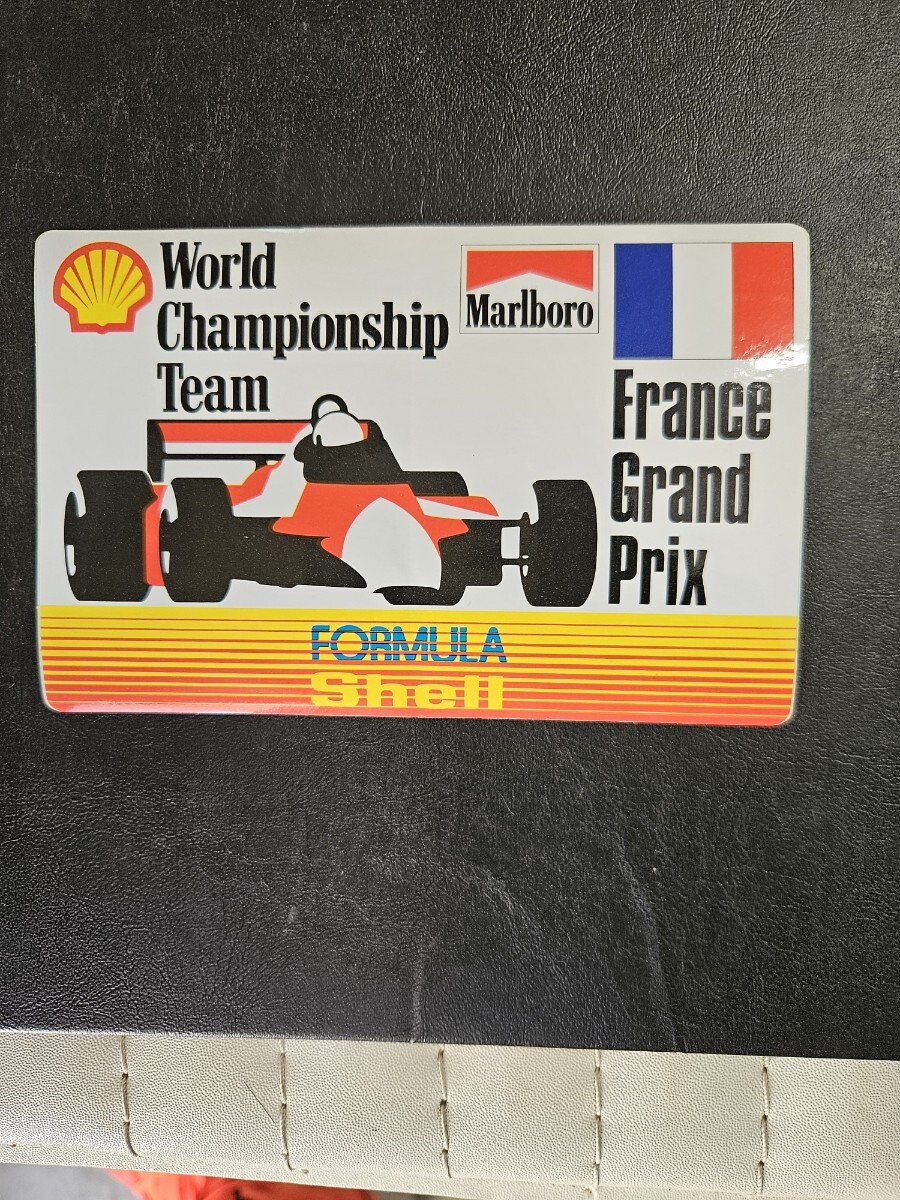 World
Championship
Team
Marlboro
France
Grand
Prix
FORMULA
Shell